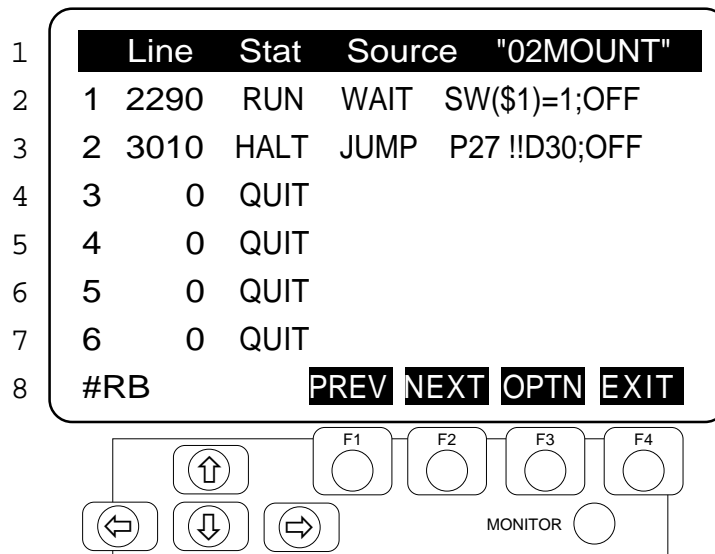 1 Line Stat Source "02MOUNT"
2 1 2290 RUN WAIT SW($1)=1;OFF
3 2 3010 HALT JUMP P27 !!D30;OFF
4 3 0 QUIT
5 4 0 QUIT
6 5 0 QUIT
7 6 0 QUIT
8 #RB PREV NEXT OPTN EXIT
F1 F2 F3 F4
MONITOR